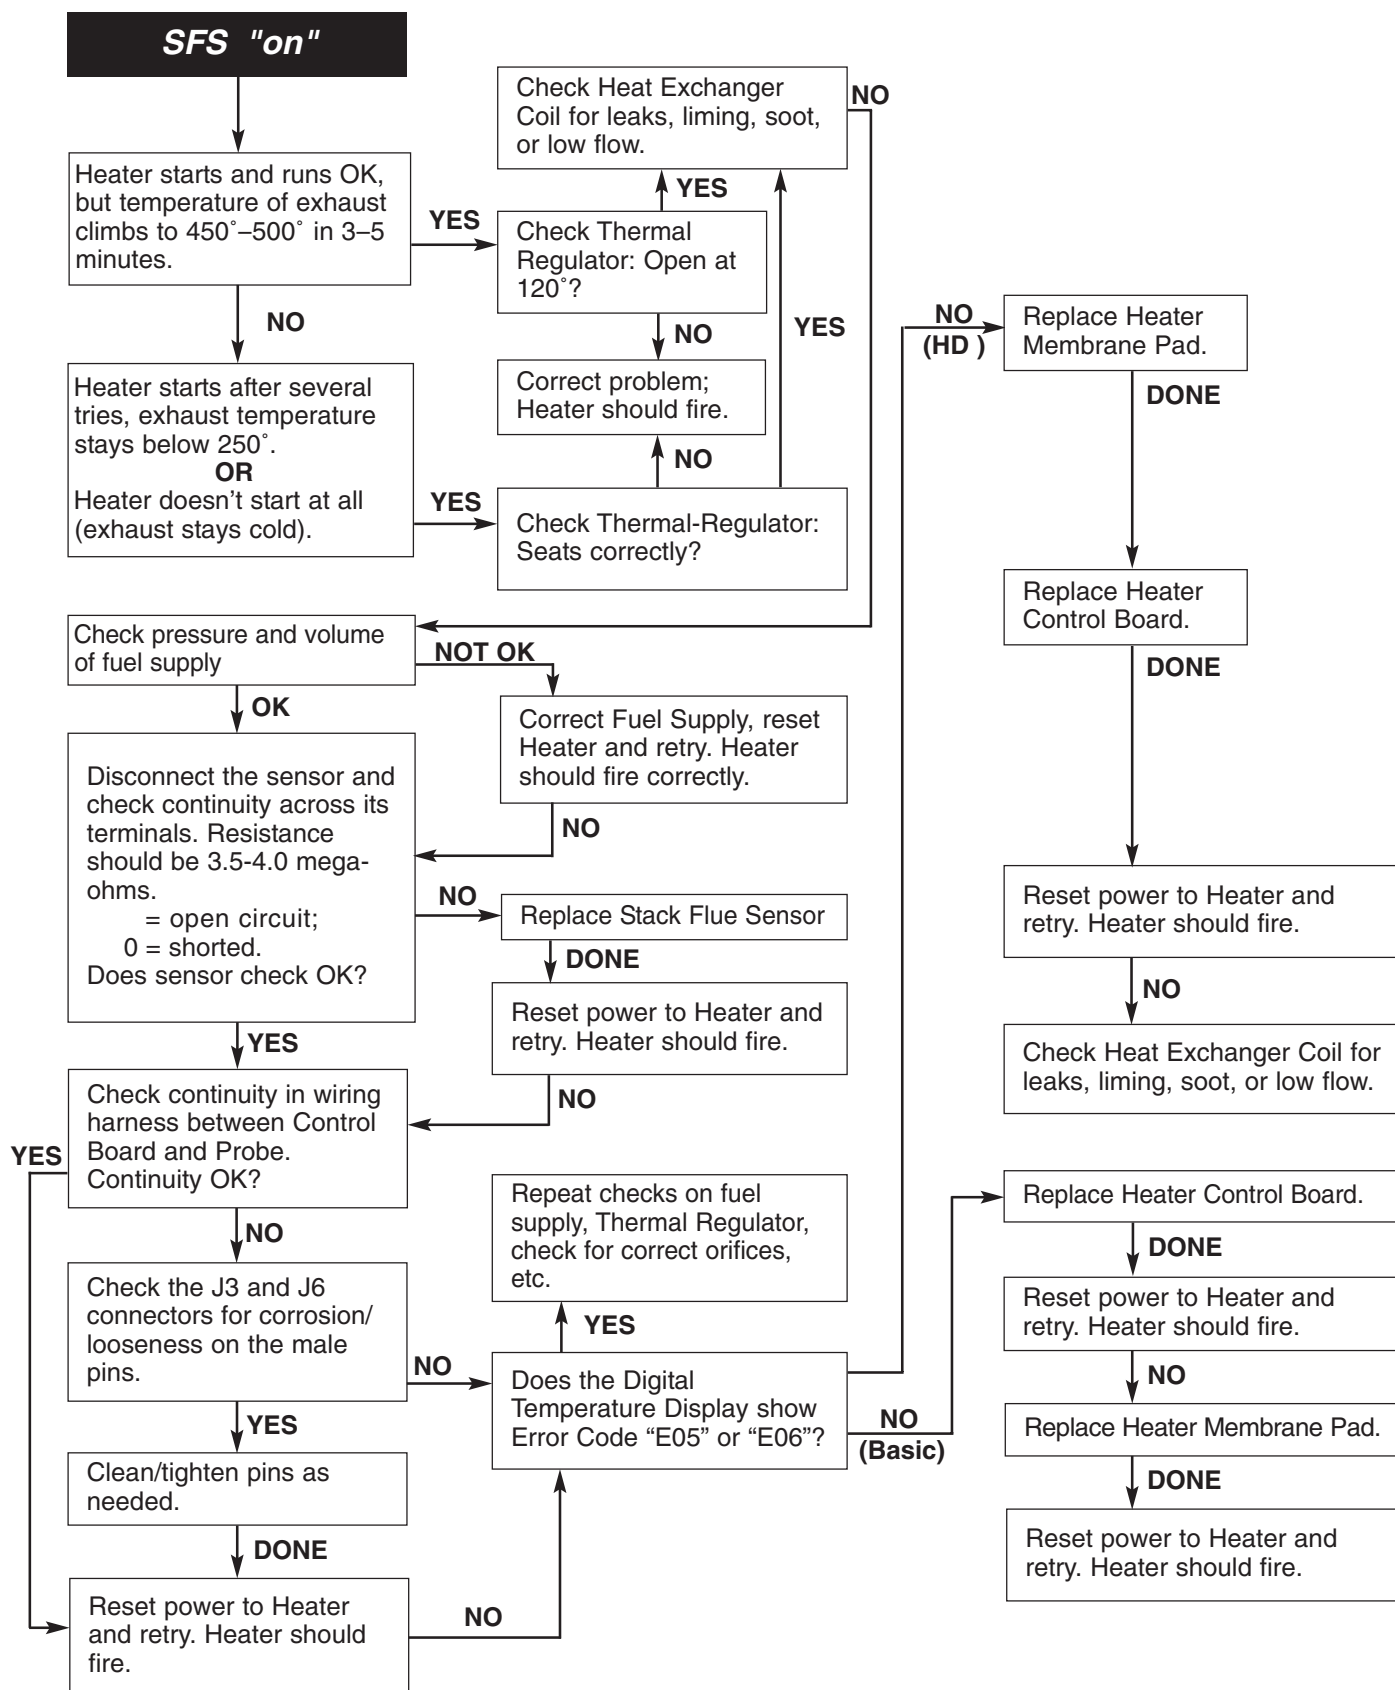 SFS "on"
Heater starts and runs OK,
but temperature of exhaust
climbs to 450˚–500˚ in 3–5
minutes.
YES
NO
Check Heat Exchanger
Coil for leaks, liming, soot,
or low flow.
NO
YES
Check Thermal
Regulator: Open at
120˚?
NO
YES
Correct problem;
Heater should fire.
NO
Heater starts after several
tries, exhaust temperature
stays below 250˚.
OR
Heater doesn't start at all
(exhaust stays cold).
YES
Check Thermal-Regulator:
Seats correctly?
Check pressure and volume
of fuel supply
NOT OK
OK
Correct Fuel Supply, reset
Heater and retry. Heater
should fire correctly.
NO
Disconnect the sensor and
check continuity across its
terminals. Resistance
should be 3.5-4.0 mega-
ohms.
= open circuit;
0 = shorted.
Does sensor check OK?
NO
Replace Stack Flue Sensor
DONE
Reset power to Heater and
retry. Heater should fire.
NO
YES
Check continuity in wiring
harness between Control
Board and Probe.
Continuity OK?
YES
NO
Check the J3 and J6
connectors for corrosion/
looseness on the male
pins.
NO
YES
Clean/tighten pins as
needed.
DONE
Reset power to Heater
and retry. Heater should
fire.
NO
Repeat checks on fuel
supply, Thermal Regulator,
check for correct orifices,
etc.
YES
Does the Digital
Temperature Display show
Error Code “E05” or “E06”?
NO
(Basic)
NO
(HD )
Replace Heater
Membrane Pad.
DONE
Replace Heater
Control Board.
DONE
Reset power to Heater and
retry. Heater should fire.
NO
Check Heat Exchanger Coil for
leaks, liming, soot, or low flow.
Replace Heater Control Board.
DONE
Reset power to Heater and
retry. Heater should fire.
NO
Replace Heater Membrane Pad.
DONE
Reset power to Heater and
retry. Heater should fire.